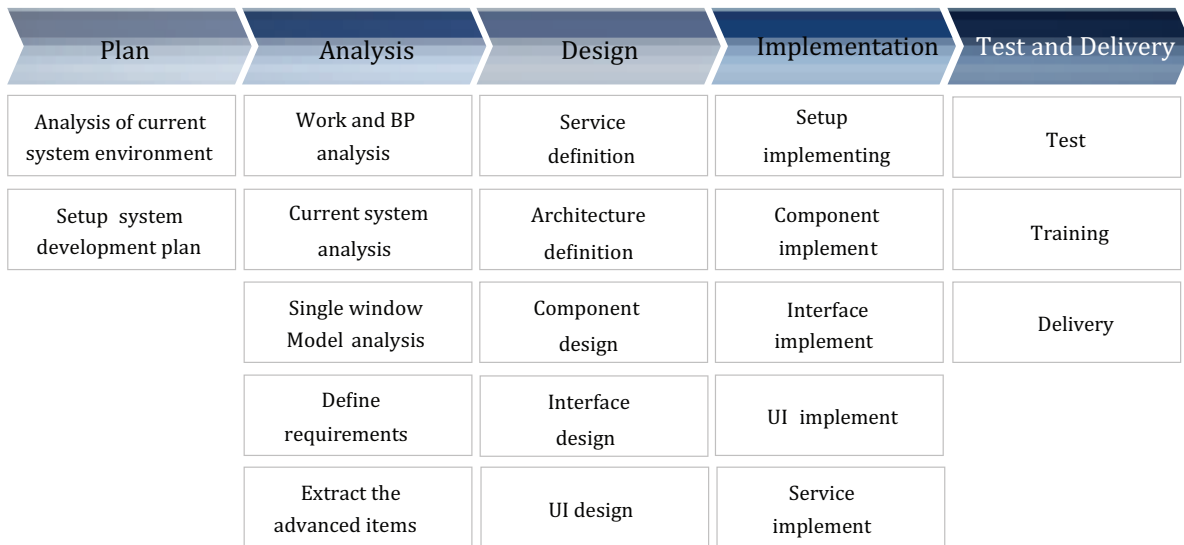 Plan
Analysis
Design
Implementation
Test and Delivery
Analysis of current
system environment
Setup system
development plan
Work and BP
analysis
Current system
analysis
Single window
Model analysis
Define
requirements
Extract the
advanced items
Service
definition
Architecture
definition
Component
design
Interface
design
UI design
Setup
implementing
Component
implement
Interface
implement
UI implement
Service
implement
Test
Training
Delivery